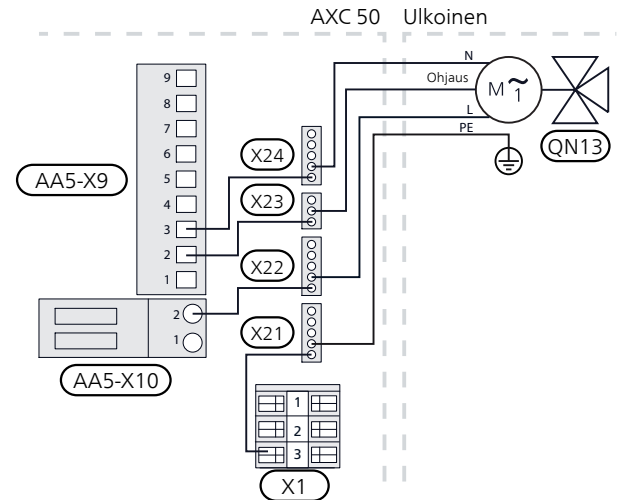 AXC 50 Ulkoinen
9
8
7
6
5
4
3
2
1
AA5-X9
2
1
AA5-X10
X24
X23
X22
X21
1
2
3
X1
N
Ohjaus
L
PE
M ~ 1
QN13